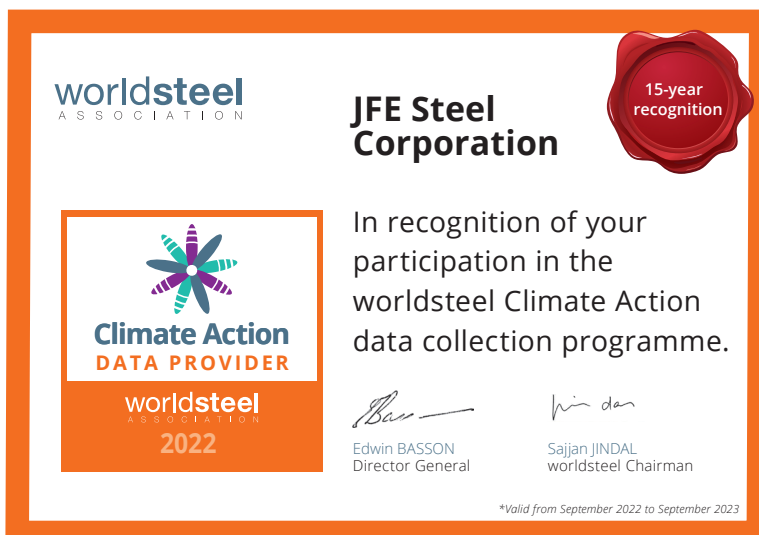 worldsteel
ASSOCIATION
JFE Steel
Corporation
15-year
recognition
In recognition of your
participation in the
worldsteel Climate Action
data collection programme.
Climate Action
DATA PROVIDER
worldsteel
ASSOCIATION
2022
Edwin BASSON
Director General
Sajjan JINDAL
worldsteel Chairman
*Valid from September 2022 to September 2023